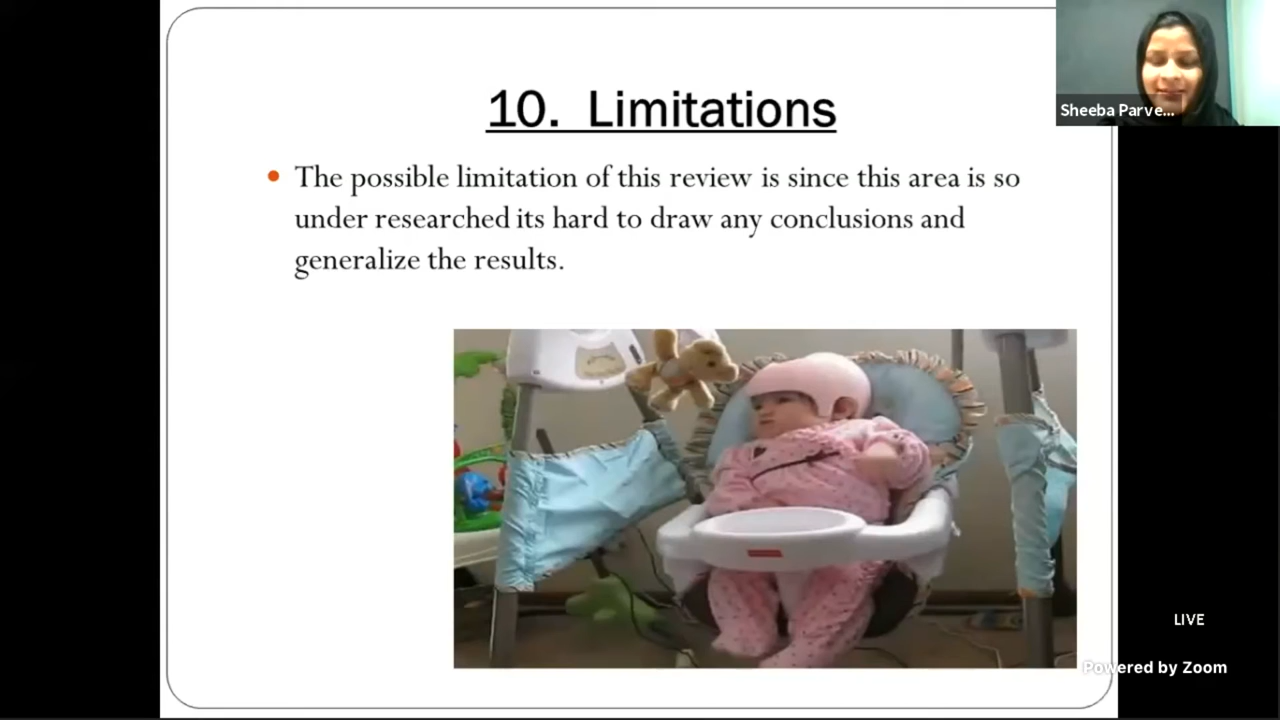 10. Limitations
Sheeba Parve...
• The possible limitation of this review is since this area is so
under researched its hard to draw any conclusions and
generalize the results.
LIVE
Powered by Zoom